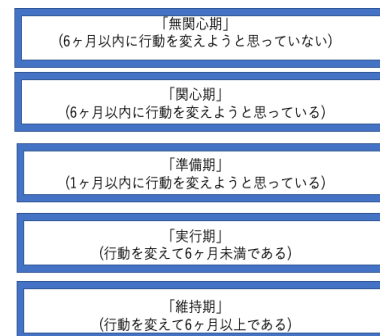 「無関心期」
(6ヶ月以内に行動を変えようと思っていない)
「関心期」
(6ヶ月以内に行動を変えようと思っている)
「準備期」
(1ヶ月以内に行動を変えようと思っている)
「実行期」
(行動を変えて6ヶ月未満である)
「維持期」
(行動を変えて6ヶ月以上である)